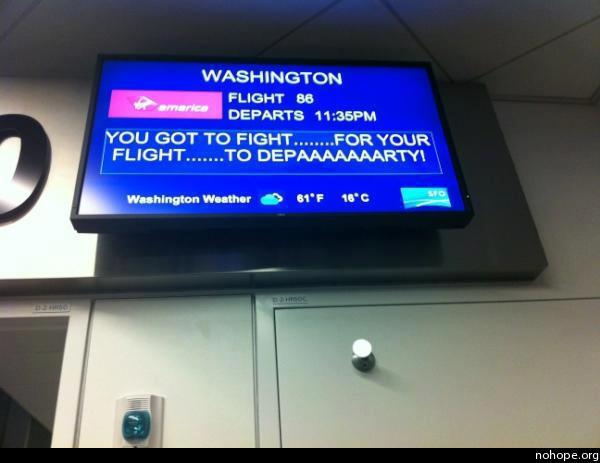 WASHINGTON
america
FLIGHT 86
DEPARTS 11:35PM
YOU GOT TO FIGHT........FOR YOUR
FLIGHT.......TO DEPAAAAAAARTY!
Washington Weather 61°F 16°C
SFO
nohope.org